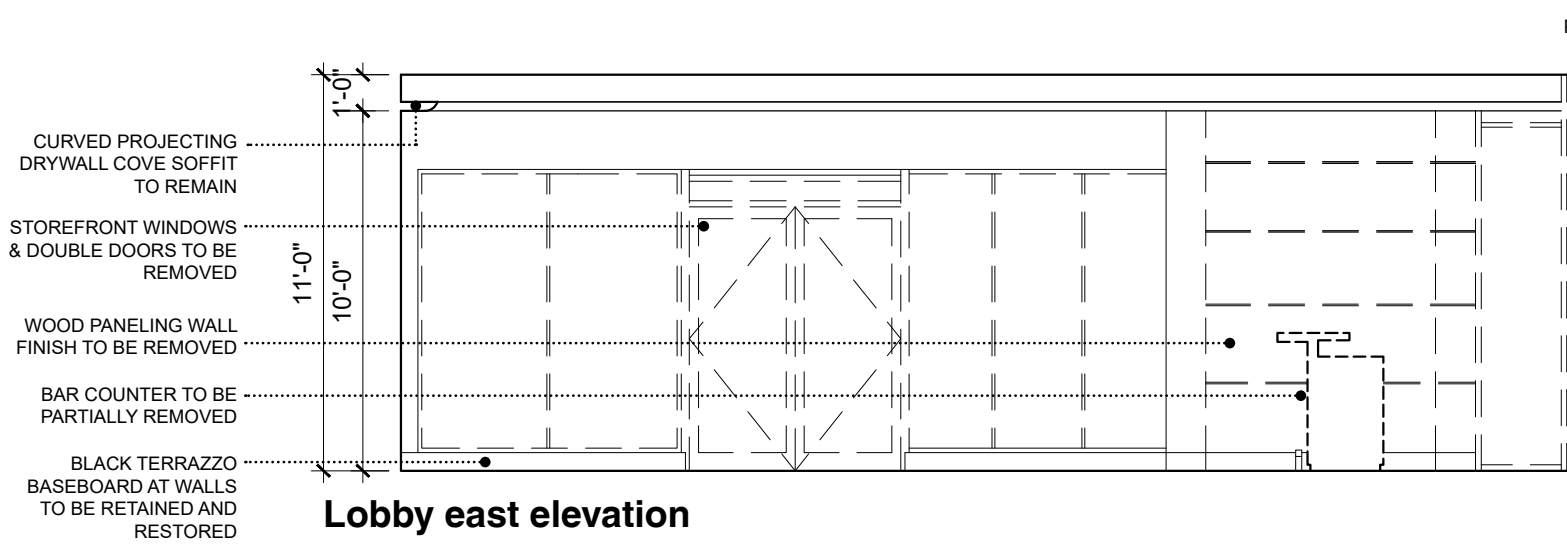 1'-0"
CURVED PROJECTING
DRYWALL COVE SOFFIT
TO REMAIN
STOREFRONT WINDOWS
& DOUBLE DOORS TO BE
REMOVED
11'-0"
10'-0"
WOOD PANELING WALL
FINISH TO BE REMOVED
BAR COUNTER TO BE
PARTIALLY REMOVED
BLACK TERRAZZO
BASEBOARD AT WALLS
TO BE RETAINED AND
RESTORED
Lobby east elevation